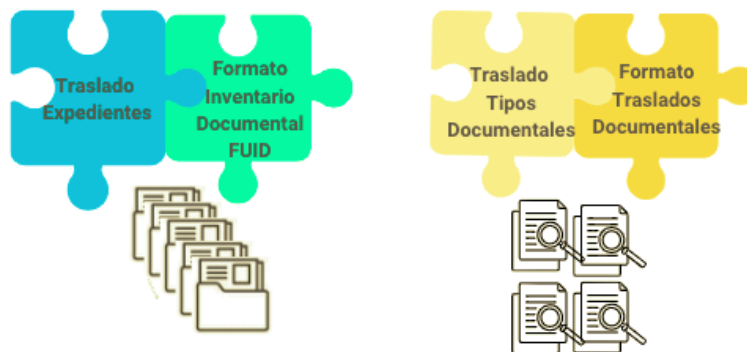 Traslado
Expedientes
Formato
Inventario
Documental
FUID
Traslado
Tipos
Documentales
Formato
Traslados
Documentales